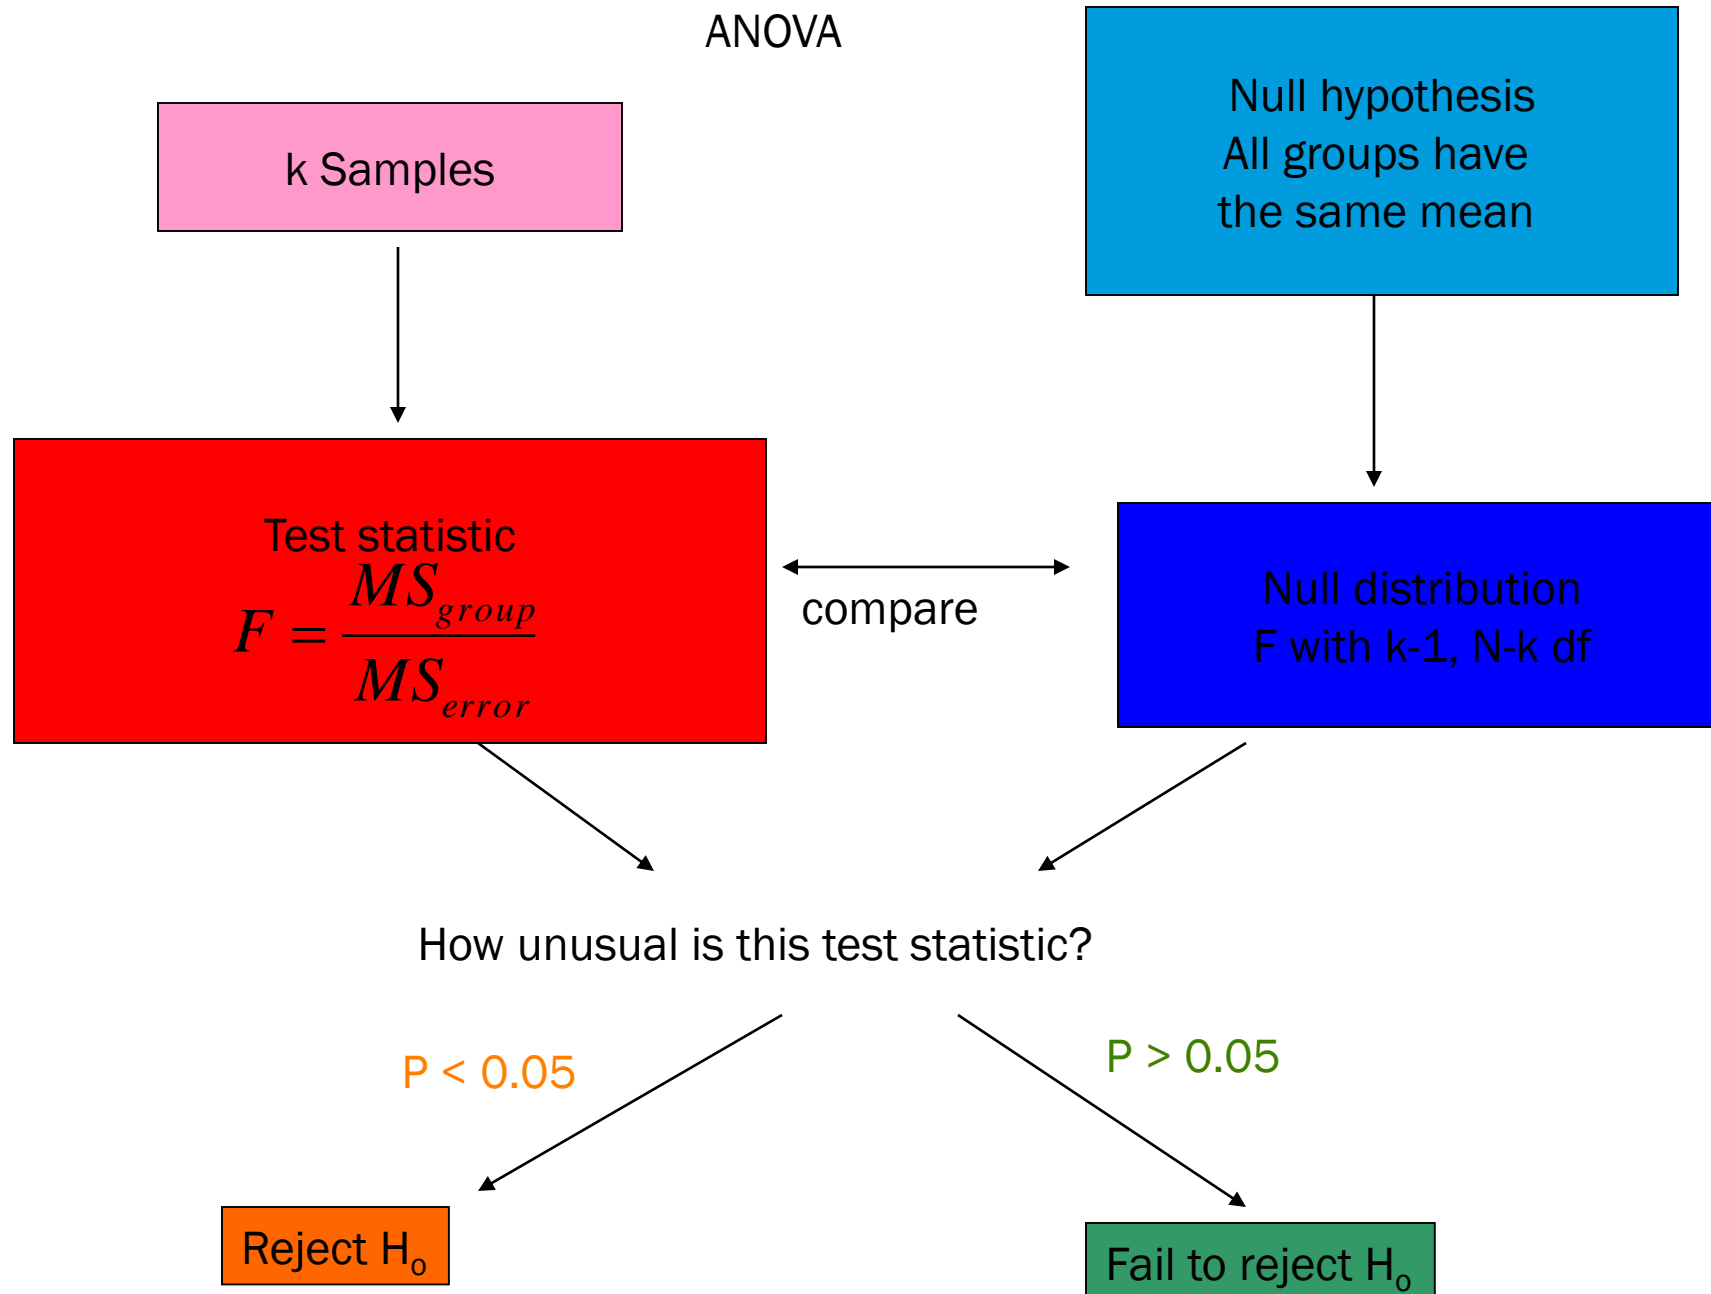 ANOVA
k Samples
Null hypothesis
All groups have
the same mean
Test statistic
F = MS_group / MS_error
compare
Null distribution
F with k-1, N-k df
How unusual is this test statistic?
P < 0.05
P > 0.05
Reject Hₒ
Fail to reject Hₒ